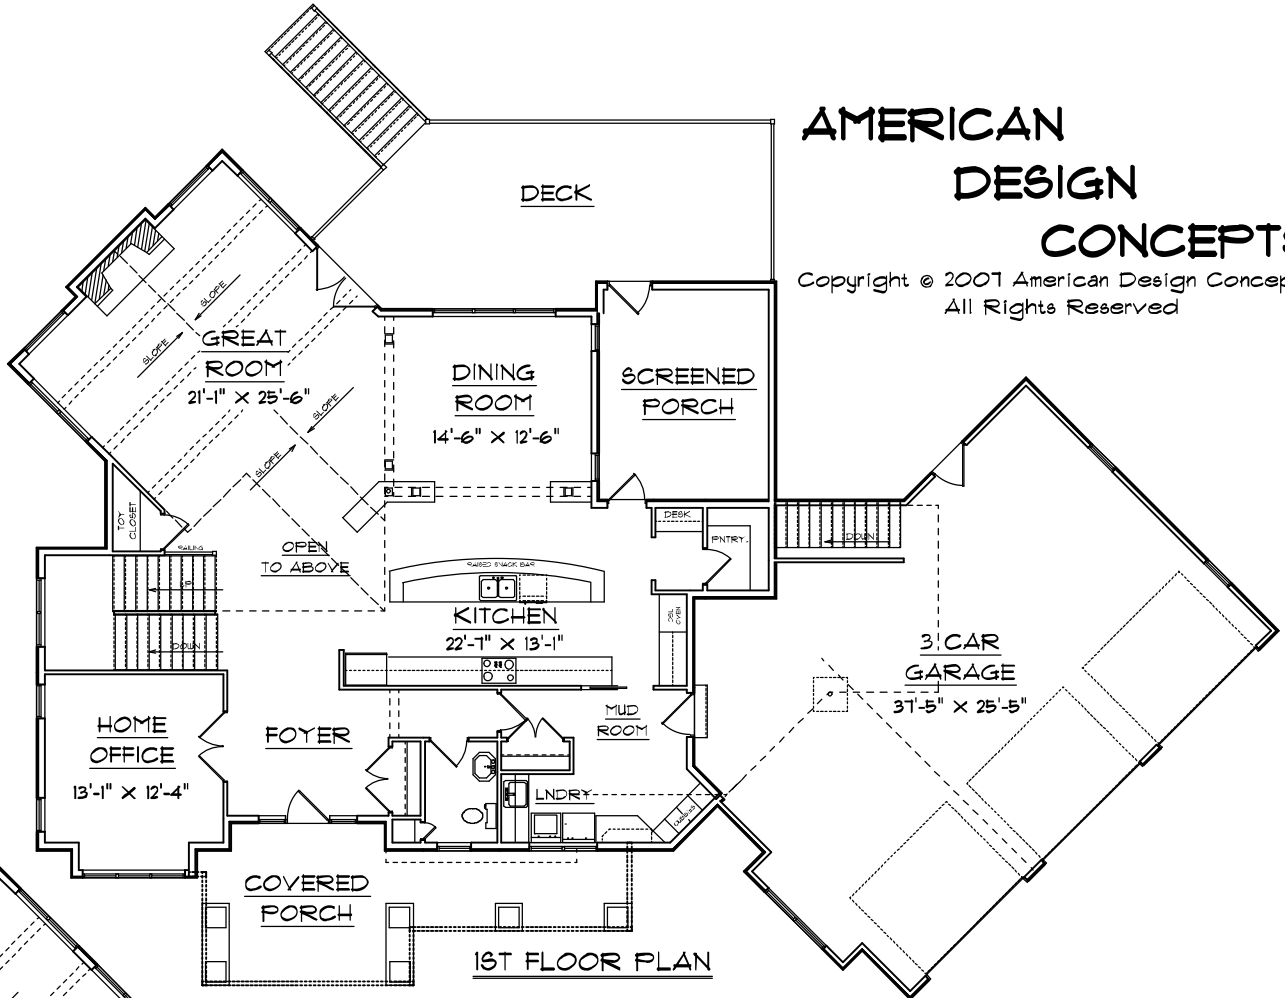 AMERICAN
DESIGN
CONCEPTS
Copyright © 2007 American Design Concep
All Rights Reserved
DECK
SLOPE
GREAT
ROOM
21'-1" X 25'-6"
SLOPE
SLOPE
SLOPE
DINING
ROOM
14'-6" X 12'-6"
SCREENED
PORCH
TOY
CLOSET
RAILING
OPEN
TO ABOVE
UP
DOWN
DESK
PNTRY.
DOWN
RAISED SNACK BAR
KITCHEN
22'-7" X 13'-1"
DBL
OVEN
3 CAR
GARAGE
37'-5" X 25'-5"
HOME
OFFICE
13'-1" X 12'-4"
FOYER
MUD
ROOM
LNDRY
CUBBIES
COVERED
PORCH
1ST FLOOR PLAN